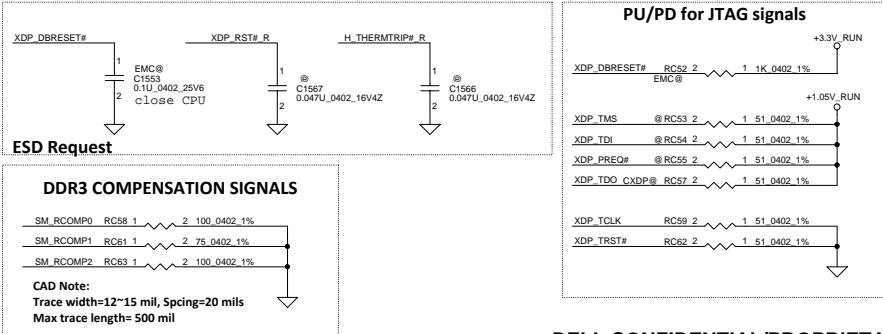 XDP_DBRESET#
XDP_RST#_R
H_THERMTRIP#_R
1
EMC@
C1553
0.1U_0402_25V6
2
close CPU
1
@
C1567
0.047U_0402_16V4Z
2
1
@
C1566
0.047U_0402_16V4Z
2
ESD Request
DDR3 COMPENSATION SIGNALS
SM_RCOMP0 RC58 1 2 100_0402_1%
SM_RCOMP1 RC61 1 2 75_0402_1%
SM_RCOMP2 RC63 1 2 100_0402_1%
CAD Note:
Trace width=12~15 mil, Spcing=20 mils
Max trace length= 500 mil
PU/PD for JTAG signals
+3.3V_RUN
XDP_DBRESET# RC52 2 1 1K_0402_1%
EMC@
+1.05V_RUN
XDP_TMS @ RC53 2 1 51_0402_1%
XDP_TDI @ RC54 2 1 51_0402_1%
XDP_PREQ# @ RC55 2 1 51_0402_1%
XDP_TDO CXDP@ RC57 2 1 51_0402_1%
XDP_TCLK RC59 2 1 51_0402_1%
XDP_TRST# RC62 2 1 51_0402_1%